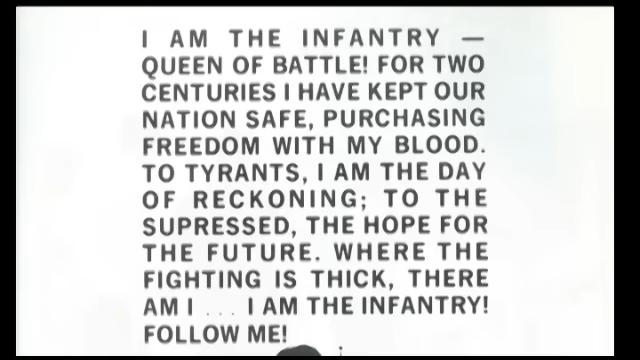 I AM THE INFANTRY —
QUEEN OF BATTLE! FOR TWO
CENTURIES I HAVE KEPT OUR
NATION SAFE, PURCHASING
FREEDOM WITH MY BLOOD.
TO TYRANTS, I AM THE DAY
OF RECKONING; TO THE
SUPRESSED, THE HOPE FOR
THE FUTURE. WHERE THE
FIGHTING IS THICK, THERE
AM I ... I AM THE INFANTRY!
FOLLOW ME!